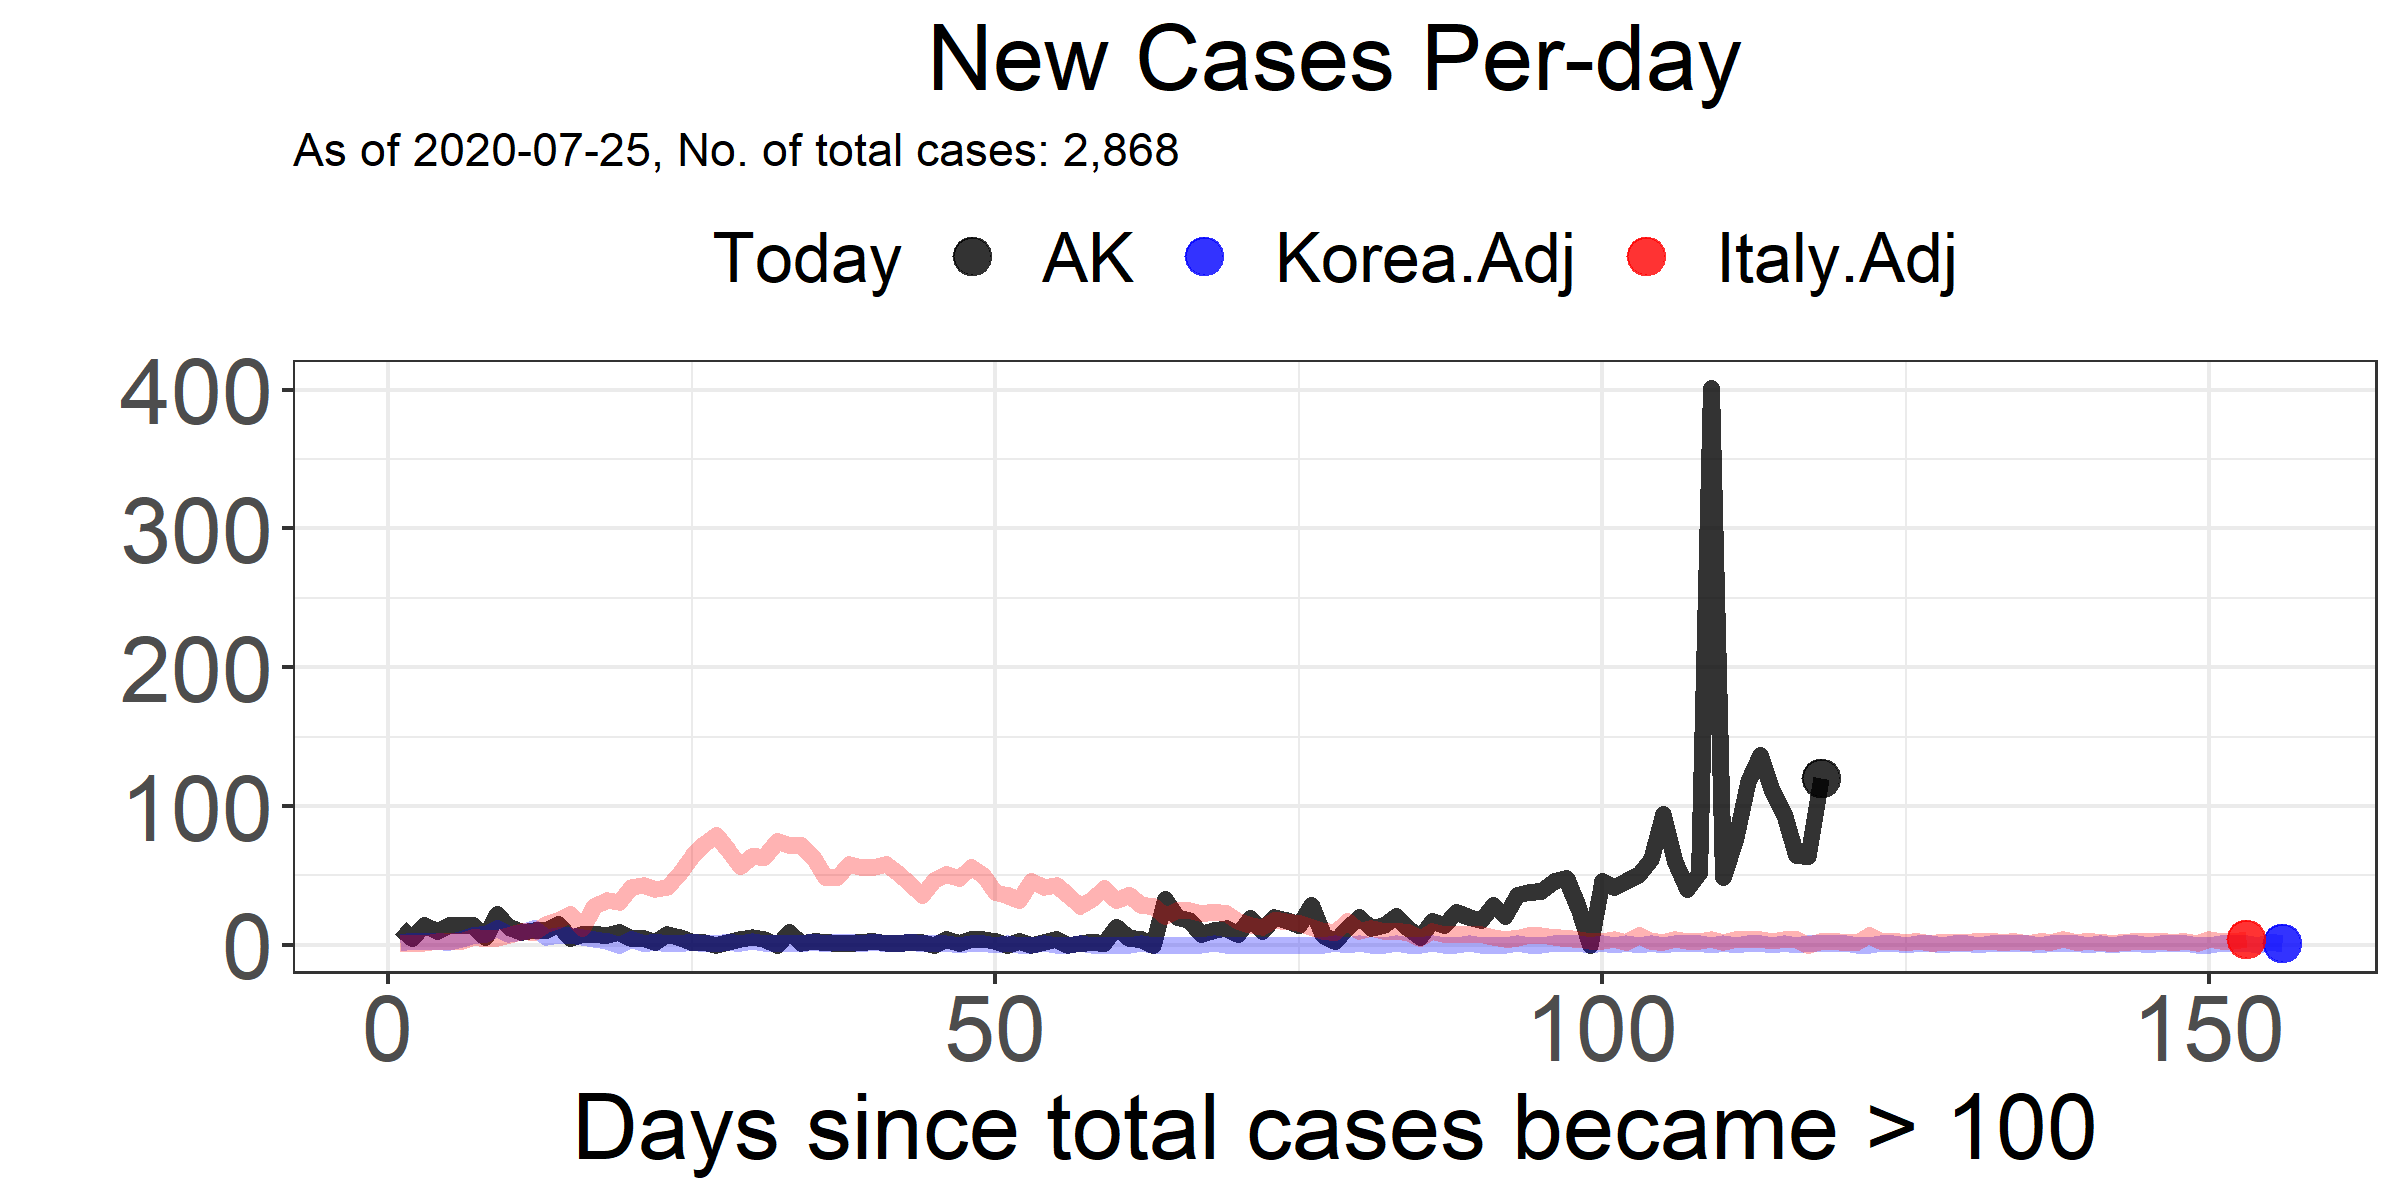 New Cases Per-day
As of 2020-07-25, No. of total cases: 2,868
Today AK Korea.Adj Italy.Adj
400
300
200
100
0
0 50 100 150
Days since total cases became > 100